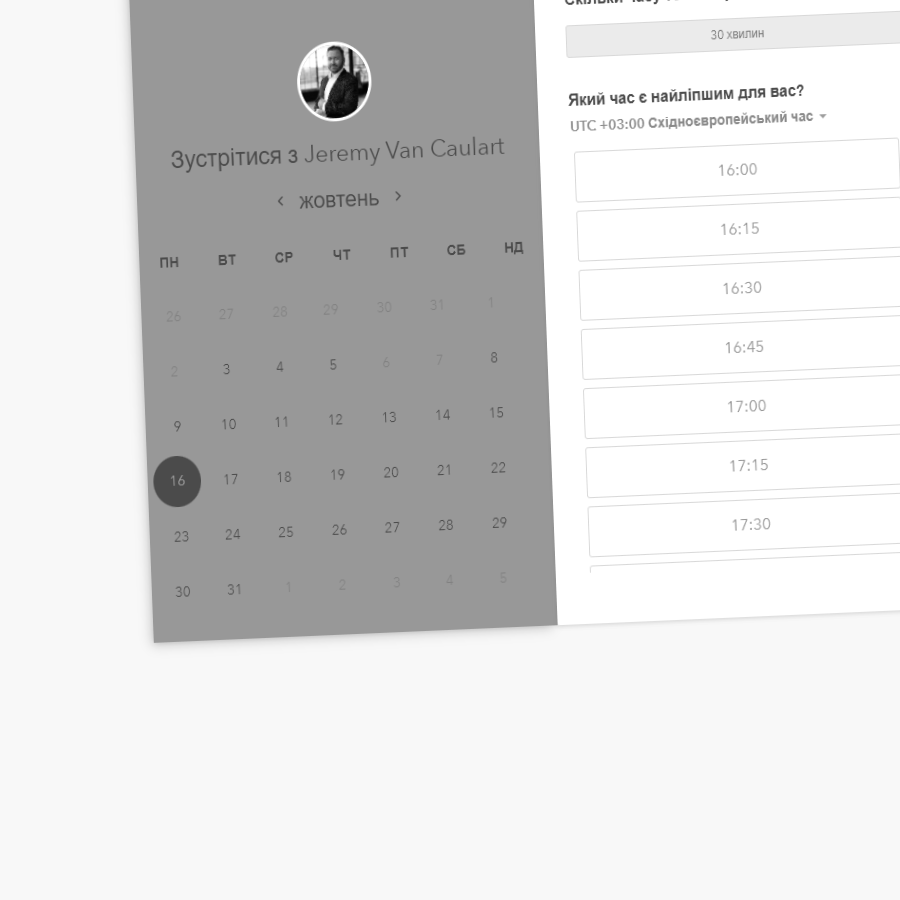 30 хвилин
Який час є найліпшим для вас?
UTC +03:00 Східноєвропейський час
16:00
16:15
16:30
16:45
17:00
17:15
17:30
Зустрітися з Jeremy Van Caulart
‹ жовтень ›
ПН ВТ СР ЧТ ПТ СБ НД
26 27 28 29 30 31 1
2 3 4 5 6 7 8
9 10 11 12 13 14 15
16 17 18 19 20 21 22
23 24 25 26 27 28 29
30 31 1 2 3 4 5